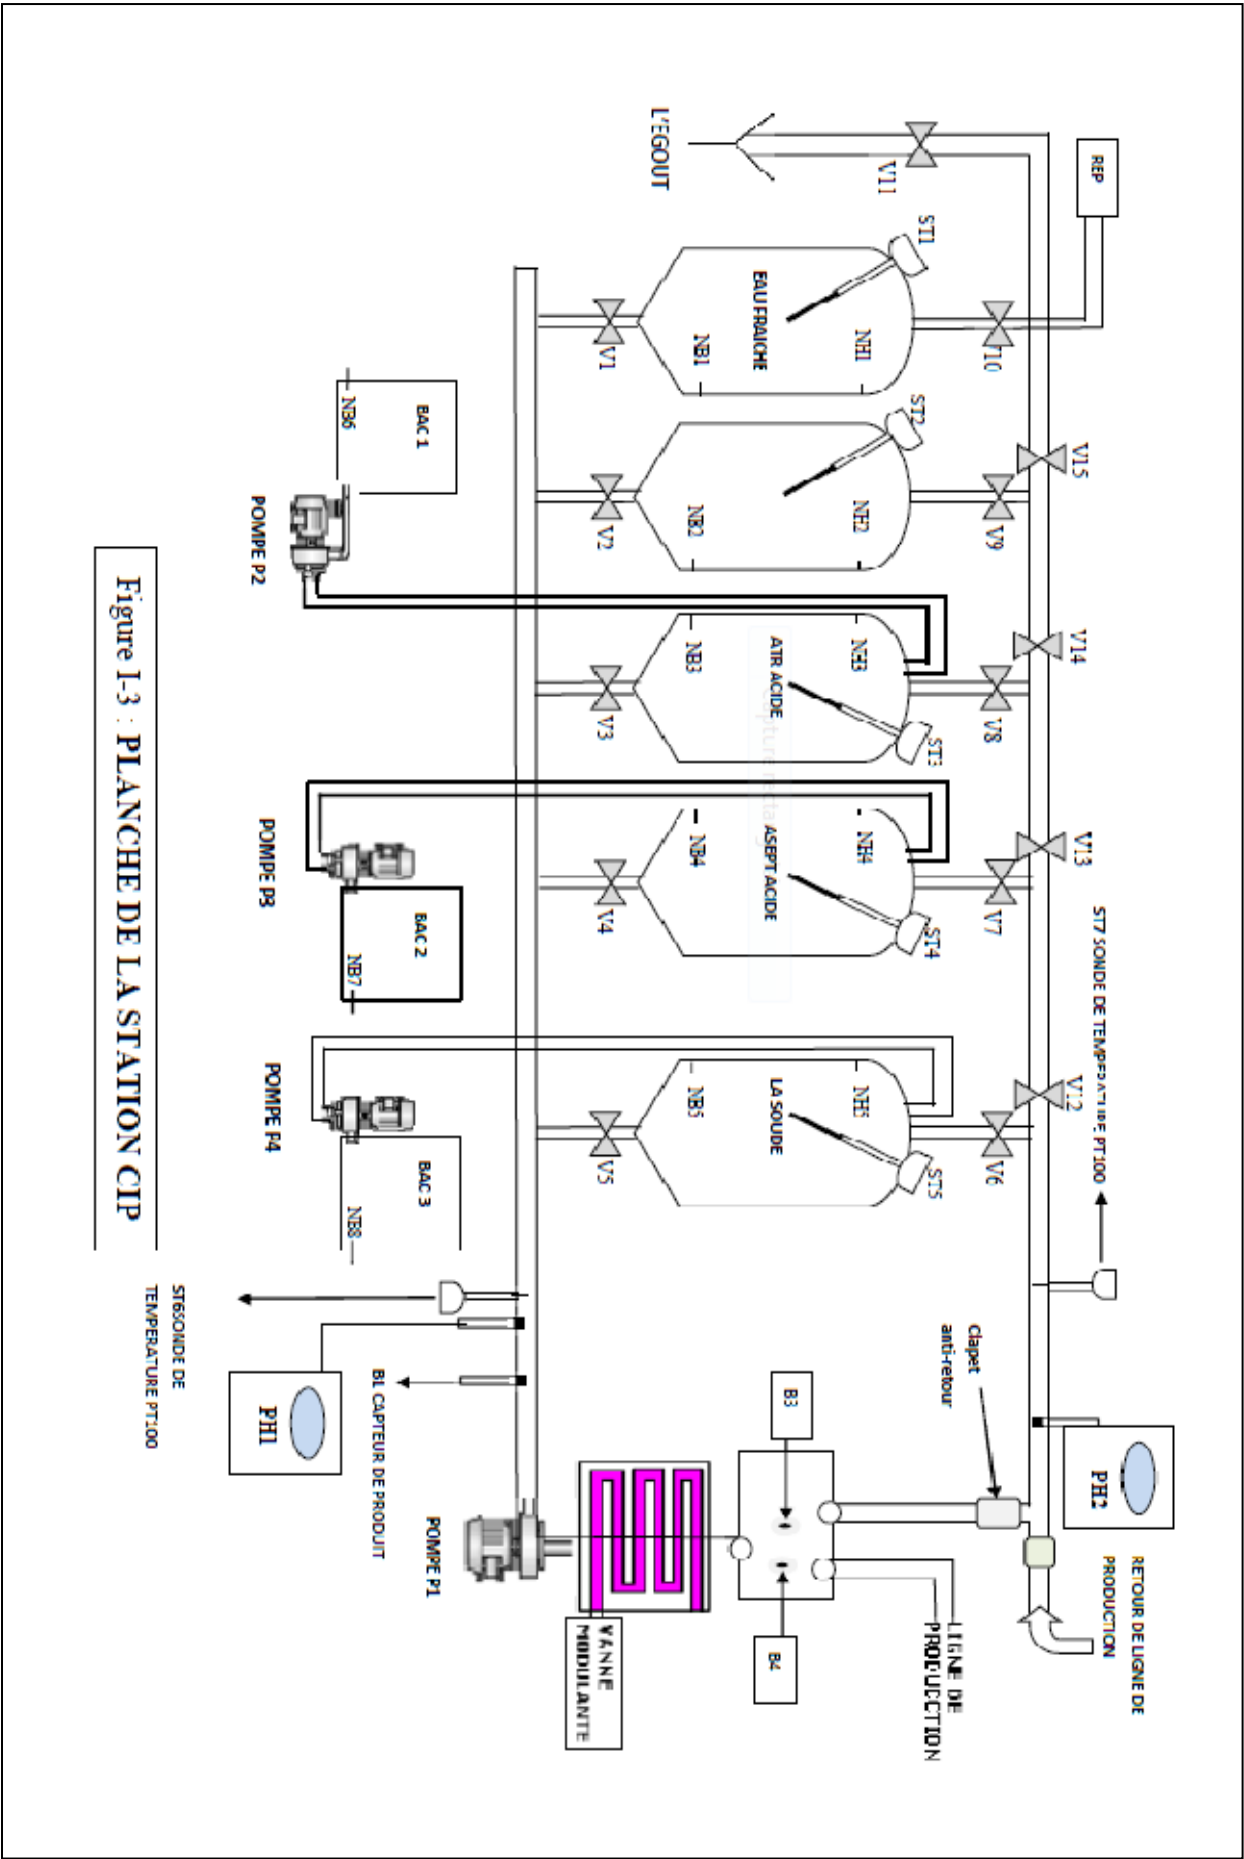 REP
L'EGOUT
V11
ST1
EAU FRAICHE
NH1
NB1
V10
V1
ST2
NH2
NB2
V15
V9
V2
BAC 1
NB6
POMPE P2
ATR ACIDE
NH3
NB3
ST3
V14
V8
V3
ASEPT ACIDE
NH4
NB4
ST4
V13
V7
V4
POMPE P3
BAC 2
NB7
LA SOUDE
NH5
NB5
ST5
V12
V6
V5
POMPE P4
BAC 3
NB8
ST7 SONDE DE TEMPERATURE PT100
ST6SONDE DE
TEMPERATURE PT100
PH1
BL CAPTEUR DE PRODUIT
POMPE P1
VANNE
MODULANTE
B3
B4
Clapet
anti-retour
LIGNE DE
PRODUCTION
PH2
RETOUR DE LIGNE DE
PRODUCTION
Capture recta
Figure I-3 : PLANCHE DE LA STATION CIP